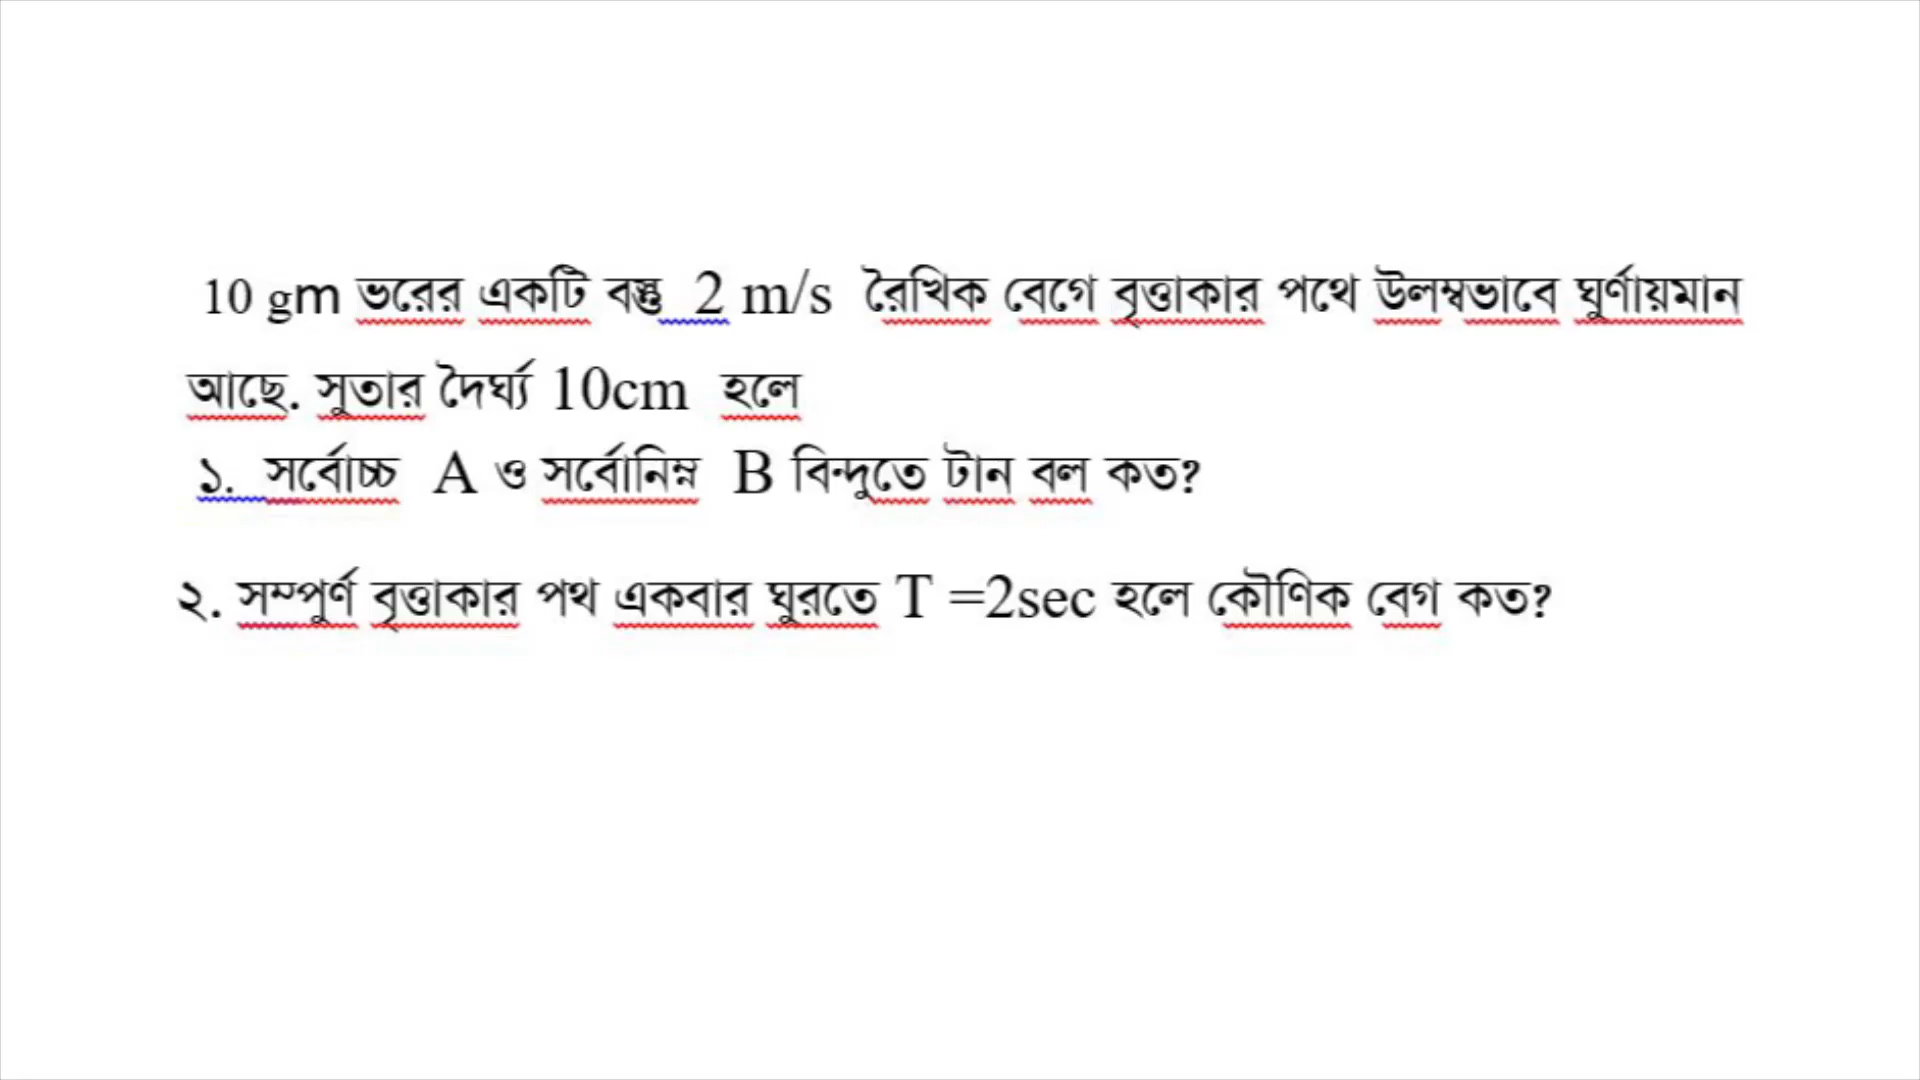 10 gm ভরের একটি বস্তু 2 m/s রৈখিক বেগে বৃত্তাকার পথে উলম্বভাবে ঘুর্ণায়মান
আছে. সুতার দৈর্ঘ্য 10cm হলে
১. সর্বোচ্চ A ও সর্বোনিম্ন B বিন্দুতে টান বল কত?
২. সম্পুর্ণ বৃত্তাকার পথ একবার ঘুরতে T =2sec হলে কৌণিক বেগ কত?